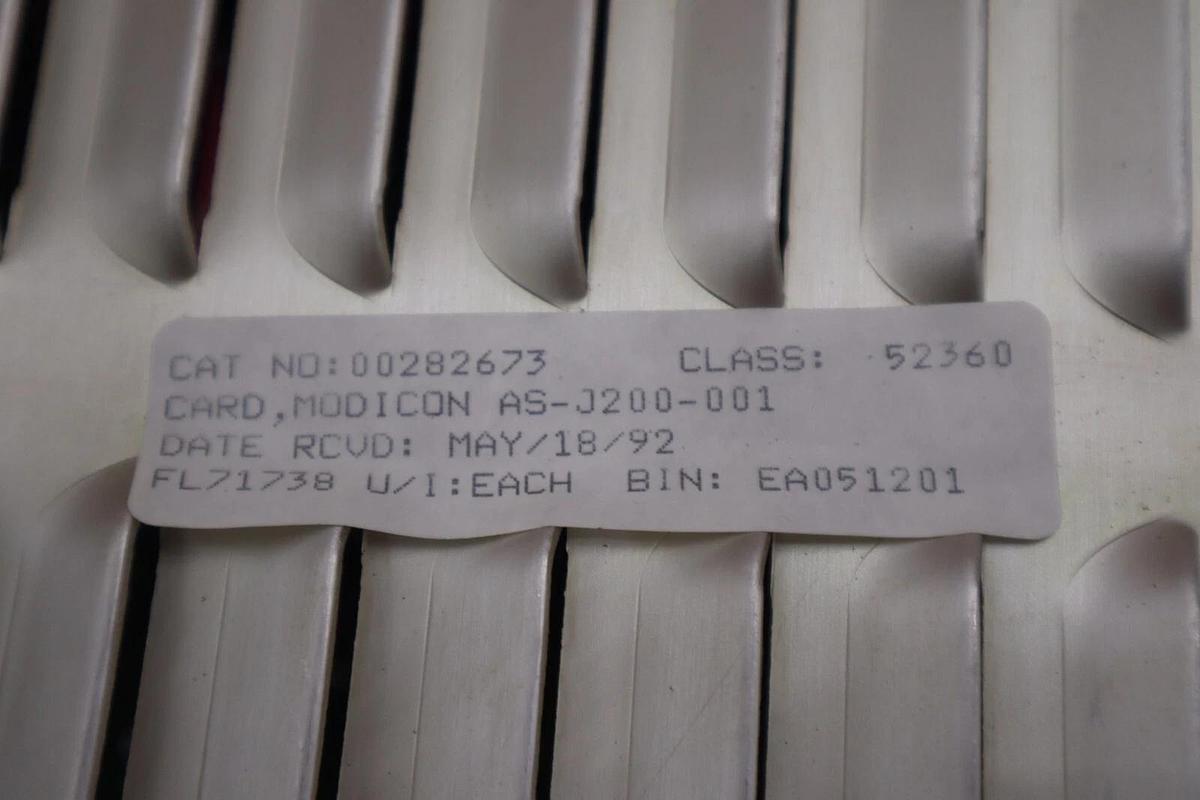 CAT NO:00282673 CLASS: 52360
CARD,MODICON AS-J200-001
DATE RCVD: MAY/18/92
FL71738 U/I:EACH BIN: EA051201